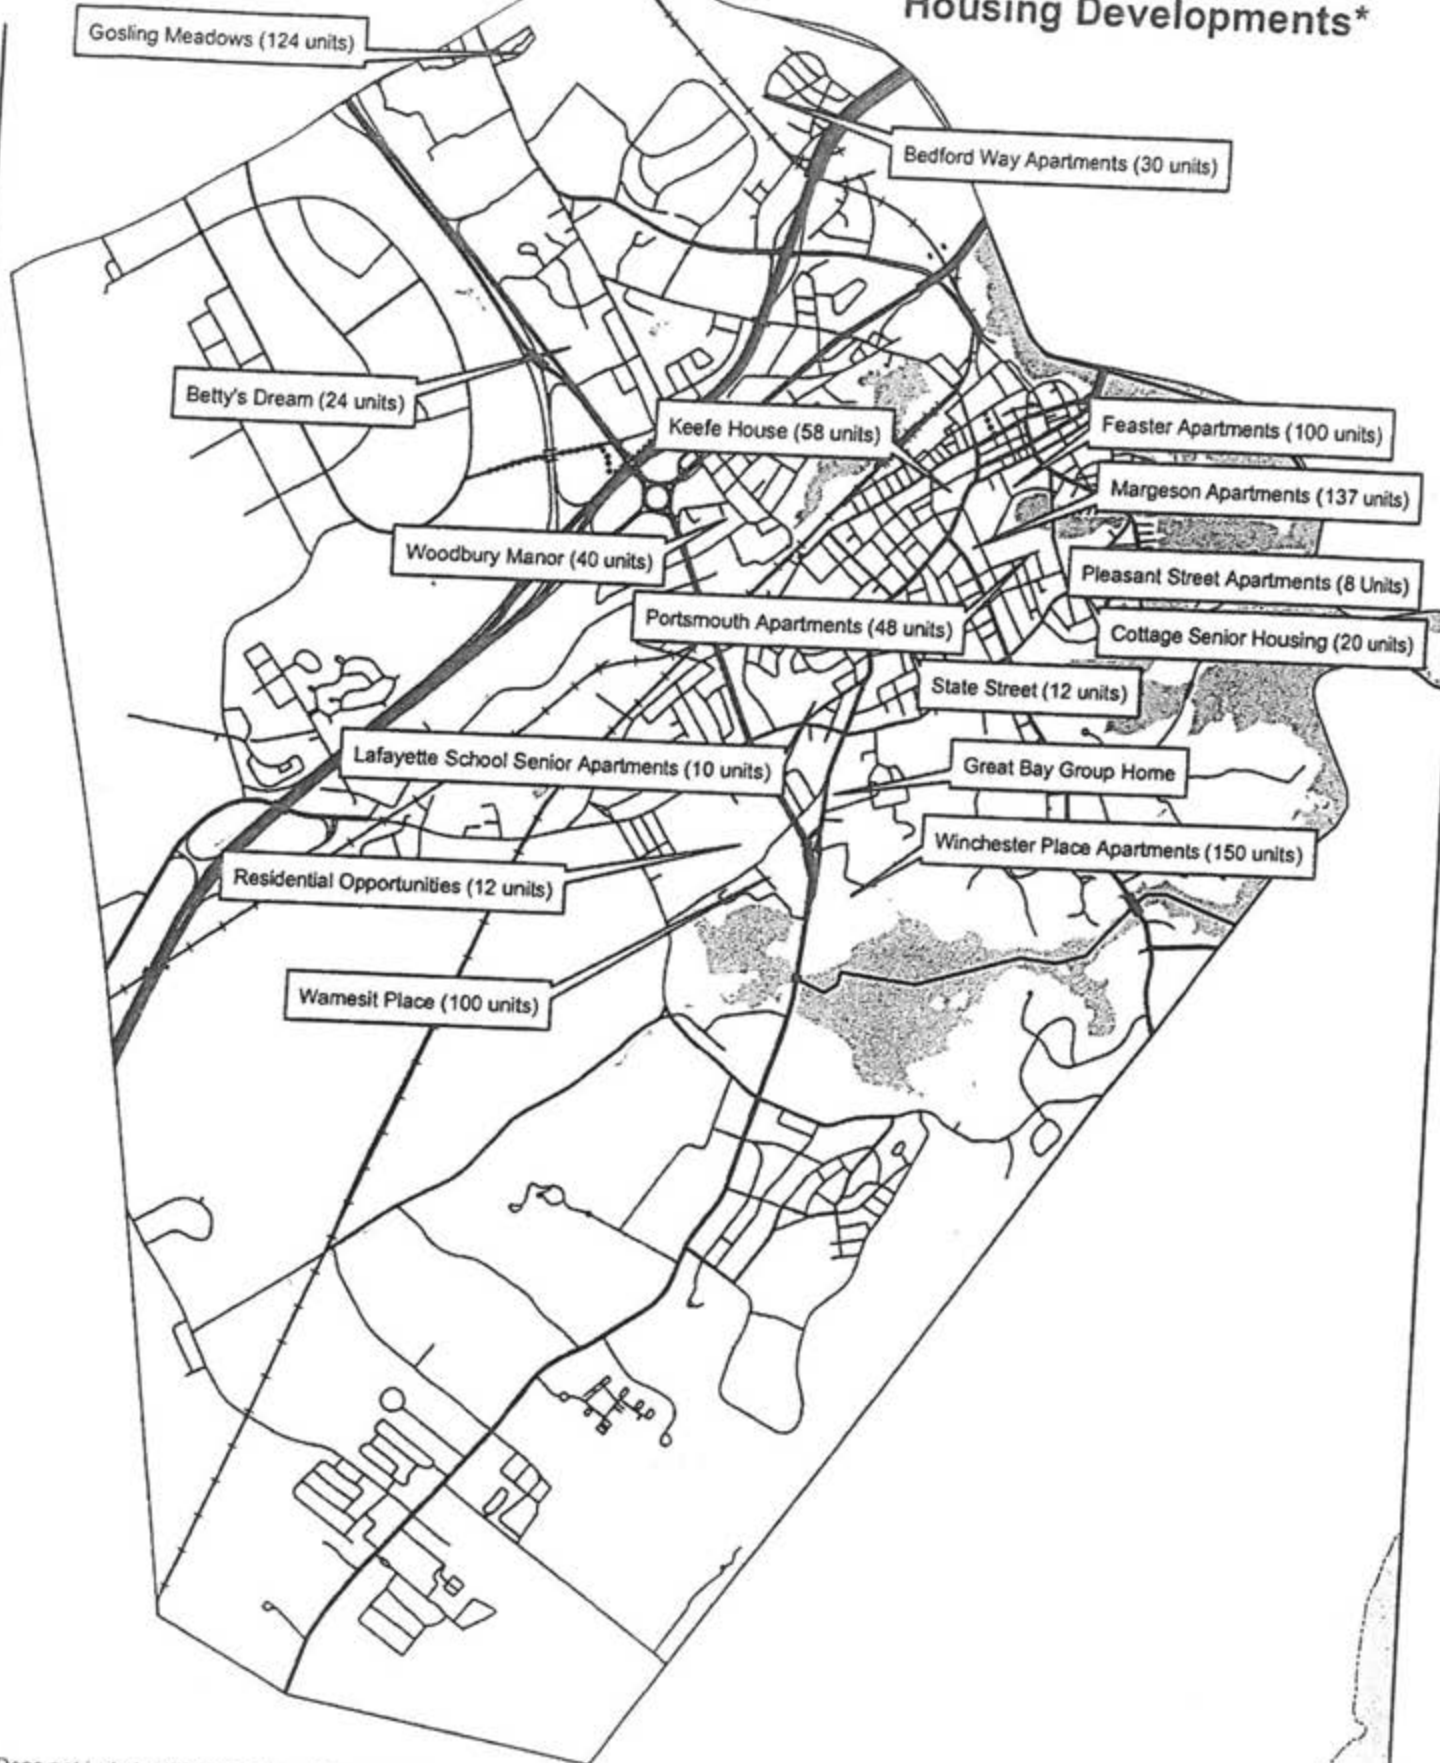 Housing Developments*
Gosling Meadows (124 units)
Bedford Way Apartments (30 units)
Betty's Dream (24 units)
Keefe House (58 units)
Feaster Apartments (100 units)
Margeson Apartments (137 units)
Woodbury Manor (40 units)
Pleasant Street Apartments (8 Units)
Portsmouth Apartments (48 units)
Cottage Senior Housing (20 units)
State Street (12 units)
Lafayette School Senior Apartments (10 units)
Great Bay Group Home
Winchester Place Apartments (150 units)
Residential Opportunities (12 units)
Wamesit Place (100 units)